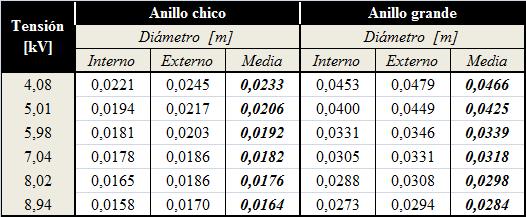 Tensión [kV] Anillo chico Anillo grande
Diámetro [m] Diámetro [m]
Interno Externo Media Interno Externo Media
4,08 0,0221 0,0245 0,0233 0,0453 0,0479 0,0466
5,01 0,0194 0,0217 0,0206 0,0400 0,0449 0,0425
5,98 0,0181 0,0203 0,0192 0,0331 0,0346 0,0339
7,04 0,0178 0,0186 0,0182 0,0305 0,0331 0,0318
8,02 0,0165 0,0186 0,0176 0,0288 0,0308 0,0298
8,94 0,0158 0,0170 0,0164 0,0273 0,0294 0,0284